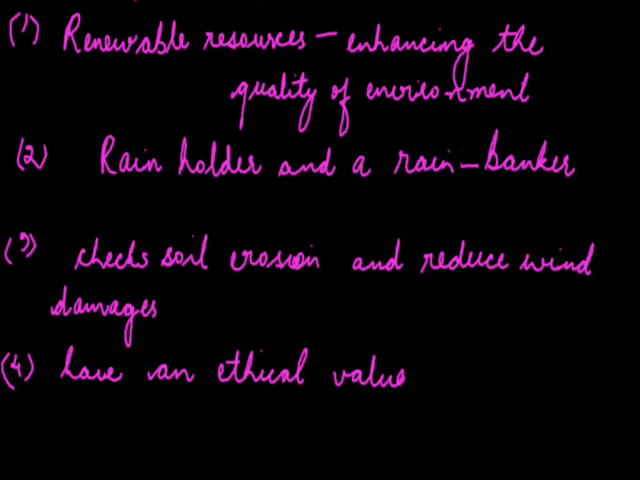 (1) Renewable resources - enhancing the
quality of environment
(2) Rain holder and a rain-banker
(3) checks soil erosion and reduce wind
damages
(4) have an ethical value